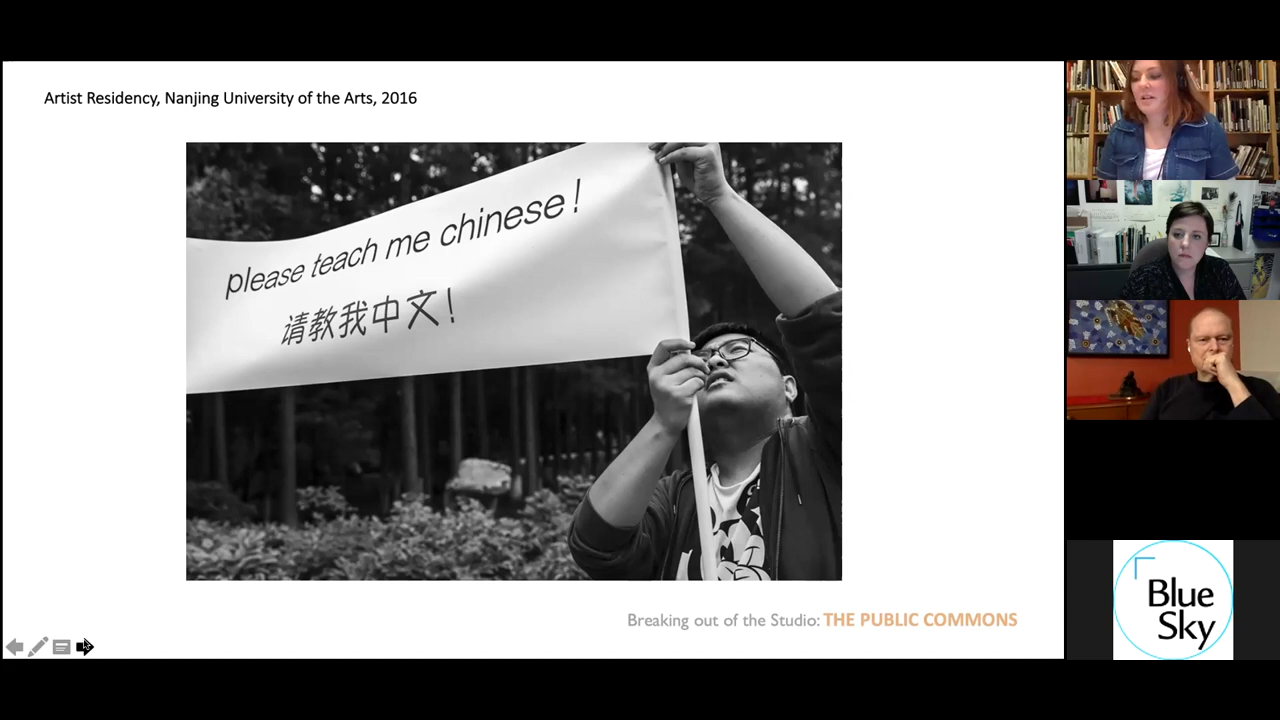 Artist Residency, Nanjing University of the Arts, 2016
please teach me chinese!
请教我中文!
Breaking out of the Studio: THE PUBLIC COMMONS
Blue
Sky